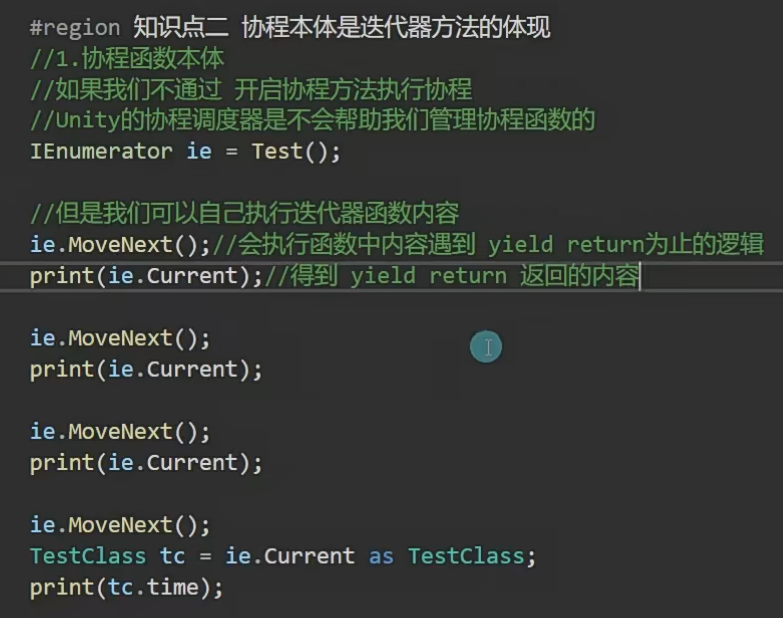 #region 知识点二 协程本体是迭代器方法的体现
//1.协程函数本体
//如果我们不通过 开启协程方法执行协程
//Unity的协程调度器是不会帮助我们管理协程函数的
IEnumerator ie = Test();
//但是我们可以自己执行迭代器函数内容
ie.MoveNext();//会执行函数中内容遇到 yield return为止的逻辑
print(ie.Current);//得到 yield return 返回的内容
ie.MoveNext();
print(ie.Current);
ie.MoveNext();
print(ie.Current);
ie.MoveNext();
TestClass tc = ie.Current as TestClass;
print(tc.time);